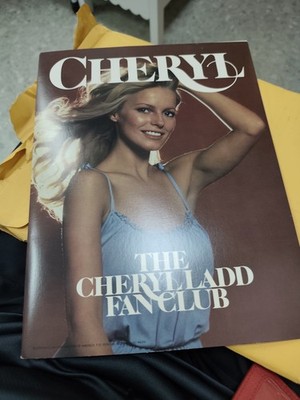 CHERYL
THE
CHERYL LADD
FAN CLUB